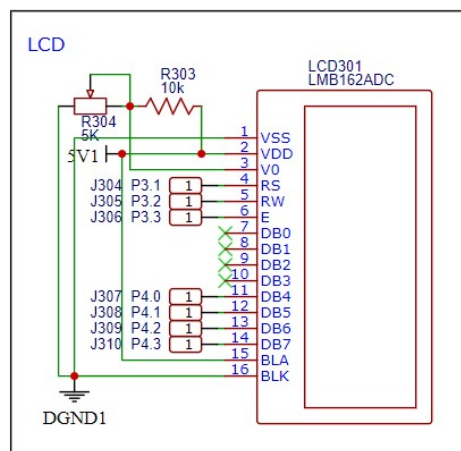 LCD
R303
10k
LCD301
LMB162ADC
R304
5K
5V1
1 VSS
2 VDD
3 V0
J304 P3.1 1 4 RS
J305 P3.2 1 5 RW
J306 P3.3 1 6 E
7 DB0
8 DB1
9 DB2
10 DB3
J307 P4.0 1 11 DB4
J308 P4.1 1 12 DB5
J309 P4.2 1 13 DB6
J310 P4.3 1 14 DB7
15 BLA
16 BLK
DGND1